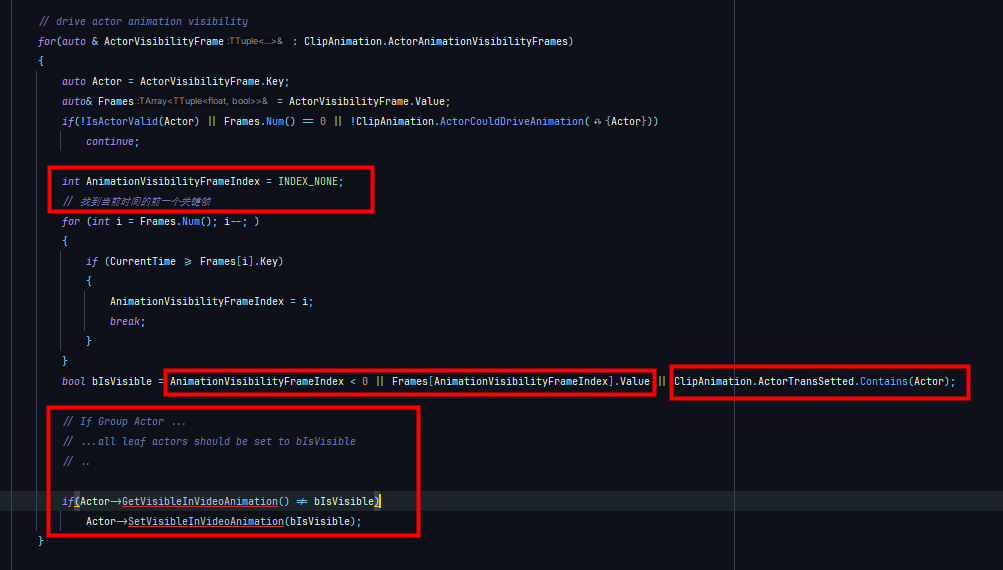 // drive actor animation visibility
for(auto & ActorVisibilityFrame :TTuple<...>& : ClipAnimation.ActorAnimationVisibilityFrames)
{
auto Actor = ActorVisibilityFrame.Key;
auto& Frames :TArray<TTuple<float, bool>>& = ActorVisibilityFrame.Value;
if(!IsActorValid(Actor) || Frames.Num() == 0 || !ClipAnimation.ActorCouldDriveAnimation({Actor}))
continue;
int AnimationVisibilityFrameIndex = INDEX_NONE;
// 找到当前时间的前一个关键帧
for (int i = Frames.Num(); i--; )
{
if (CurrentTime >= Frames[i].Key)
{
AnimationVisibilityFrameIndex = i;
break;
}
}
bool bIsVisible = AnimationVisibilityFrameIndex < 0 || Frames[AnimationVisibilityFrameIndex].Value || ClipAnimation.ActorTransSetted.Contains(Actor);
// If Group Actor ...
// ...all leaf actors should be set to bIsVisible
// ..
if(Actor->GetVisibleInVideoAnimation() != bIsVisible)
Actor->SetVisibleInVideoAnimation(bIsVisible);
}